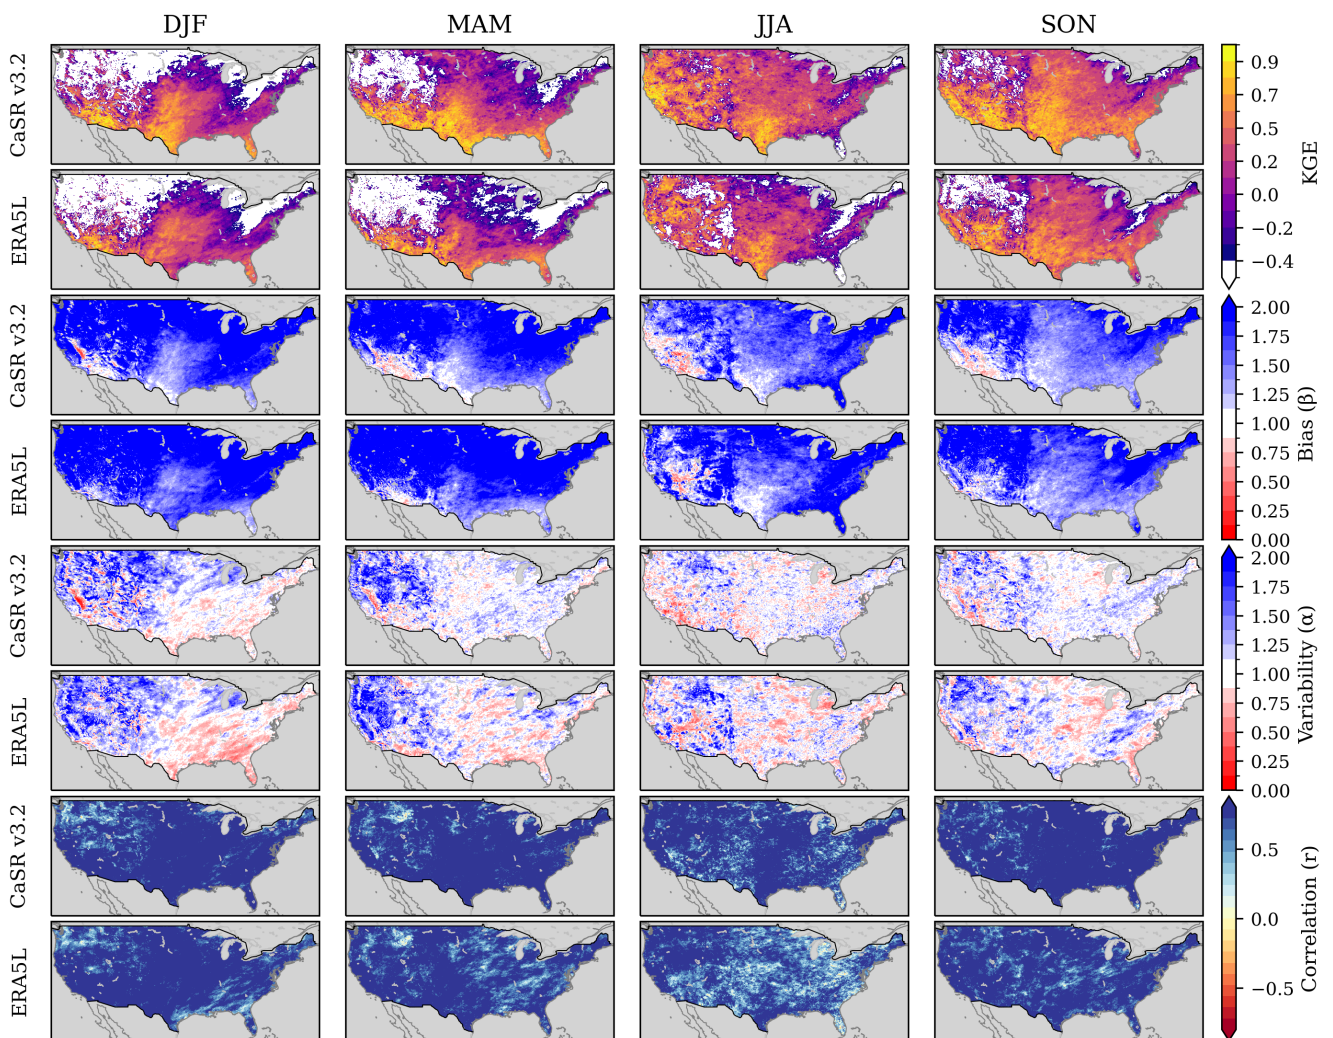 DJF MAM JJA SON
CaSR v3.2
ERA5L
CaSR v3.2
ERA5L
CaSR v3.2
ERA5L
CaSR v3.2
ERA5L
0.9
0.7
0.5
0.2
0.0
−0.2
−0.4
KGE
2.00
1.75
1.50
1.25
1.00
0.75
0.50
0.25
0.00
Bias (β)
2.00
1.75
1.50
1.25
1.00
0.75
0.50
0.25
0.00
Variability (α)
0.5
0.0
−0.5
Correlation (r)